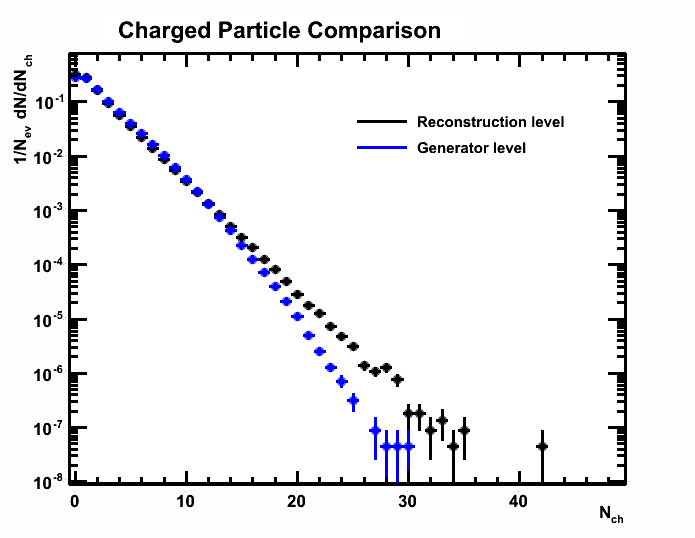 Charged Particle Comparison
1/N_ev dN/dN_ch
10^-1
10^-2
10^-3
10^-4
10^-5
10^-6
10^-7
10^-8
Reconstruction level
Generator level
0 10 20 30 40
N_ch